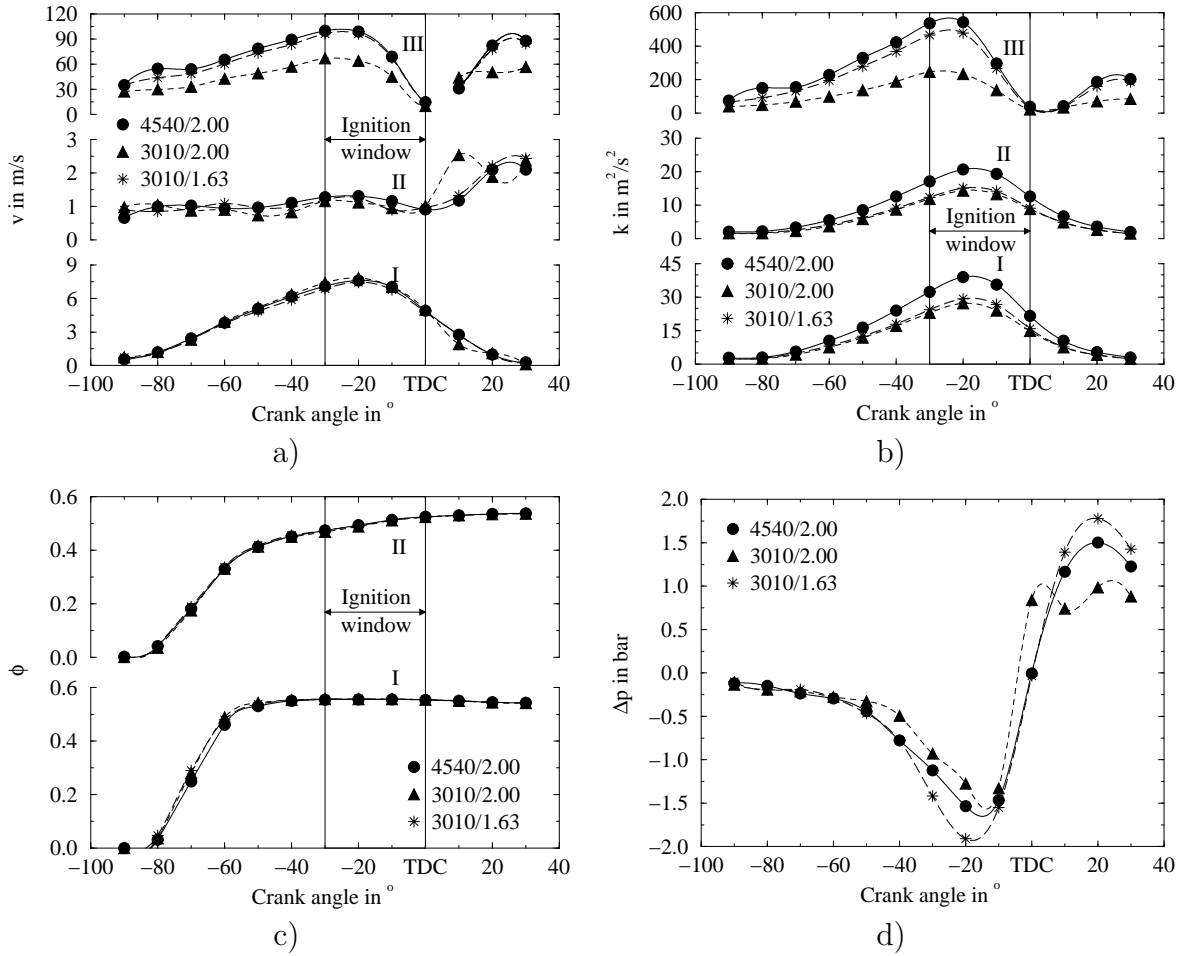 120
90
60
30
0
III
4540/2.00
3010/2.00
3010/1.63
Ignition
window
v in m/s
3
2
1
0
II
9
6
3
0
I
−100 −80 −60 −40 −20 TDC 20 40
Crank angle in °
a)
600
400
200
0
III
k in m²/s²
30
20
10
0
II
Ignition
window
45
30
15
0
I
4540/2.00
3010/2.00
3010/1.63
−100 −80 −60 −40 −20 TDC 20 40
Crank angle in °
b)
0.6
0.4
0.2
0.0
II
Ignition
window
ϕ
0.6
0.4
0.2
0.0
I
4540/2.00
3010/2.00
3010/1.63
−100 −80 −60 −40 −20 TDC 20 40
Crank angle in °
c)
2.0
1.5
1.0
0.5
0.0
−0.5
−1.0
−1.5
−2.0
4540/2.00
3010/2.00
3010/1.63
Δp in bar
−100 −80 −60 −40 −20 TDC 20 40
Crank angle in °
d)